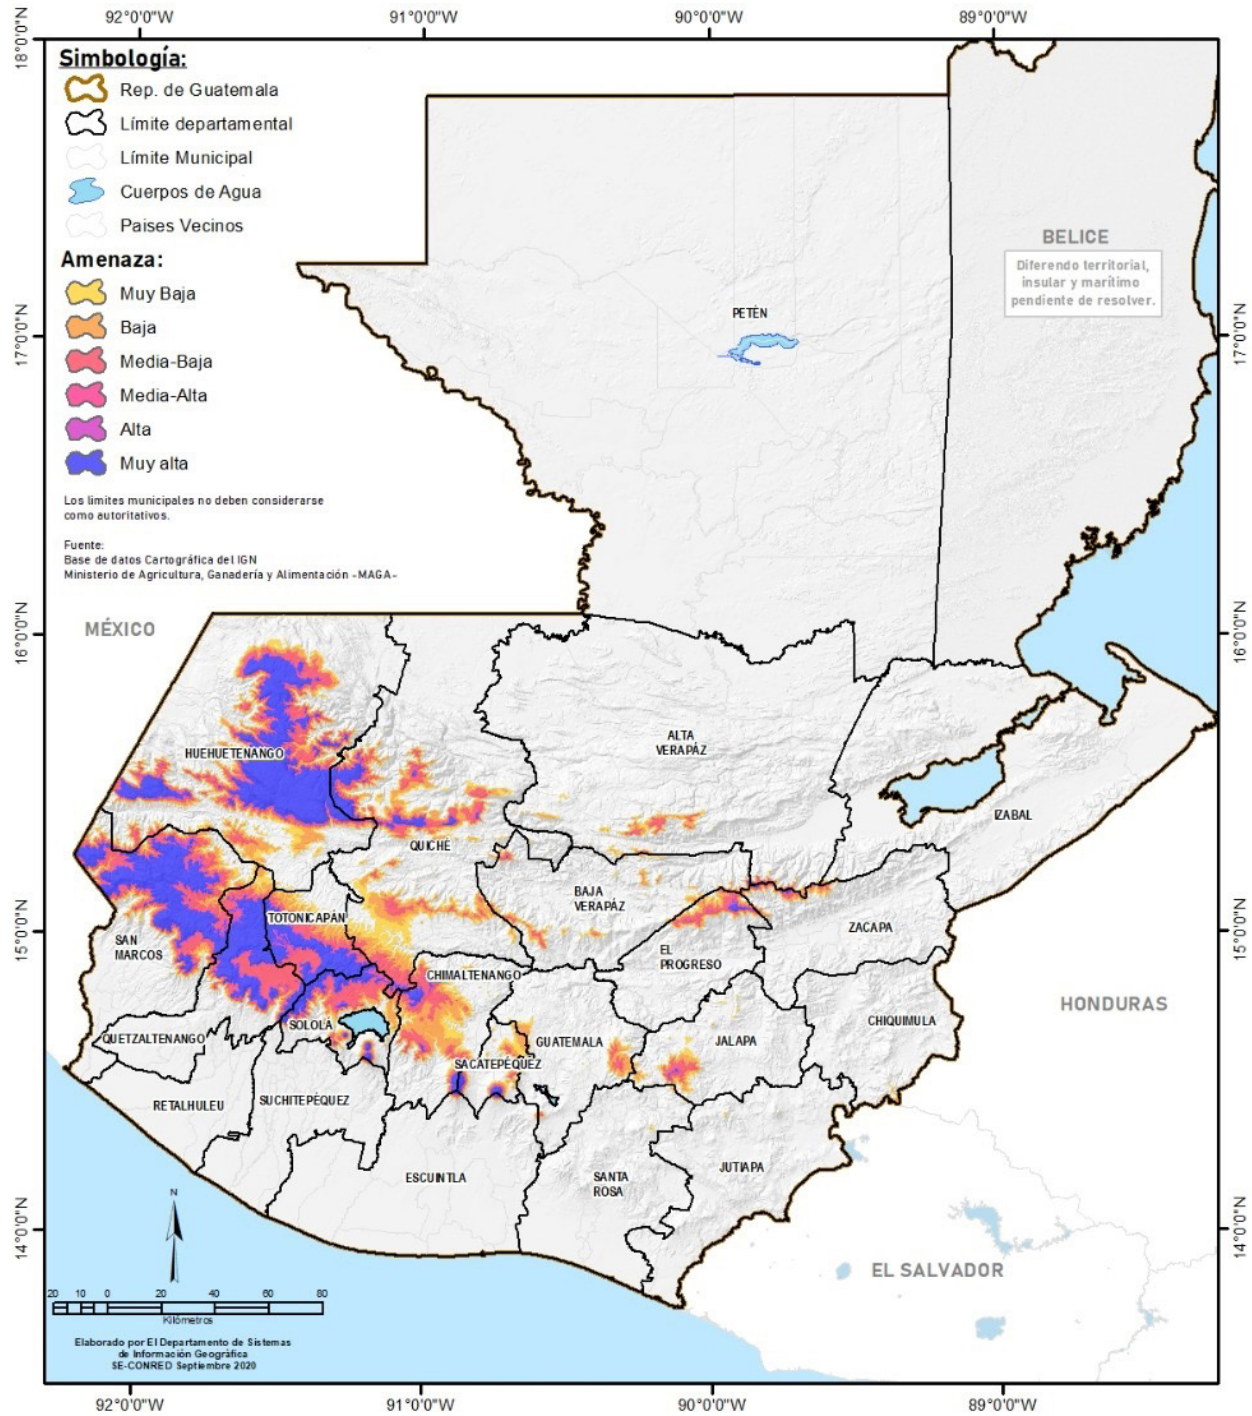 92°0'0"W 91°0'0"W 90°0'0"W 89°0'0"W
18°0'0"N
Simbología:
Rep. de Guatemala
Límite departamental
Límite Municipal
Cuerpos de Agua
Paises Vecinos
Amenaza:
Muy Baja
Baja
Media-Baja
Media-Alta
Alta
Muy alta
Los limites municipales no deben considerarse
como autoritativos.
Fuente:
Base de datos Cartográfica del IGN
Ministerio de Agricultura, Ganadería y Alimentación -MAGA-
BELICE
Diferendo territorial,
insular y marítimo
pendiente de resolver.
PETÉN
17°0'0"N 17°0'0"N
MÉXICO
16°0'0"N 16°0'0"N
HUEHUETENANGO
ALTA
VERAPÁZ
IZABAL
QUICHÉ
BAJA
VERAPÁZ
TOTONICAPÁN
ZACAPA
15°0'0"N 15°0'0"N
SAN
MARCOS
EL
PROGRESO
CHIMALTENANGO
HONDURAS
SOLOLÁ
CHIQUIMULA
QUETZALTENANGO
GUATEMALA
JALAPA
SACATEPÉQUEZ
RETALHULEU
SUCHITEPÉQUEZ
ESCUINTLA
SANTA
ROSA
JUTIAPA
14°0'0"N 14°0'0"N
N
EL SALVADOR
20 10 0 20 40 60 80
Kilómetros
Elaborado por El Departamento de Sistemas
de Información Geográfica
SE-CONRED Septiembre 2020
92°0'0"W 91°0'0"W 90°0'0"W 89°0'0"W